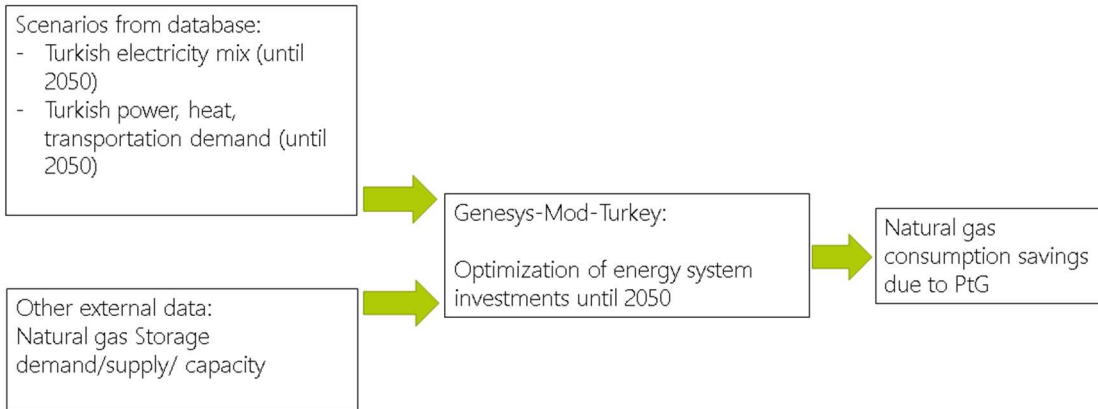 Scenarios from database:
- Turkish electricity mix (until
2050)
- Turkish power, heat,
transportation demand (until
2050)
Other external data:
Natural gas Storage
demand/supply/ capacity
Genesys-Mod-Turkey:
Optimization of energy system
investments until 2050
Natural gas
consumption savings
due to PtG